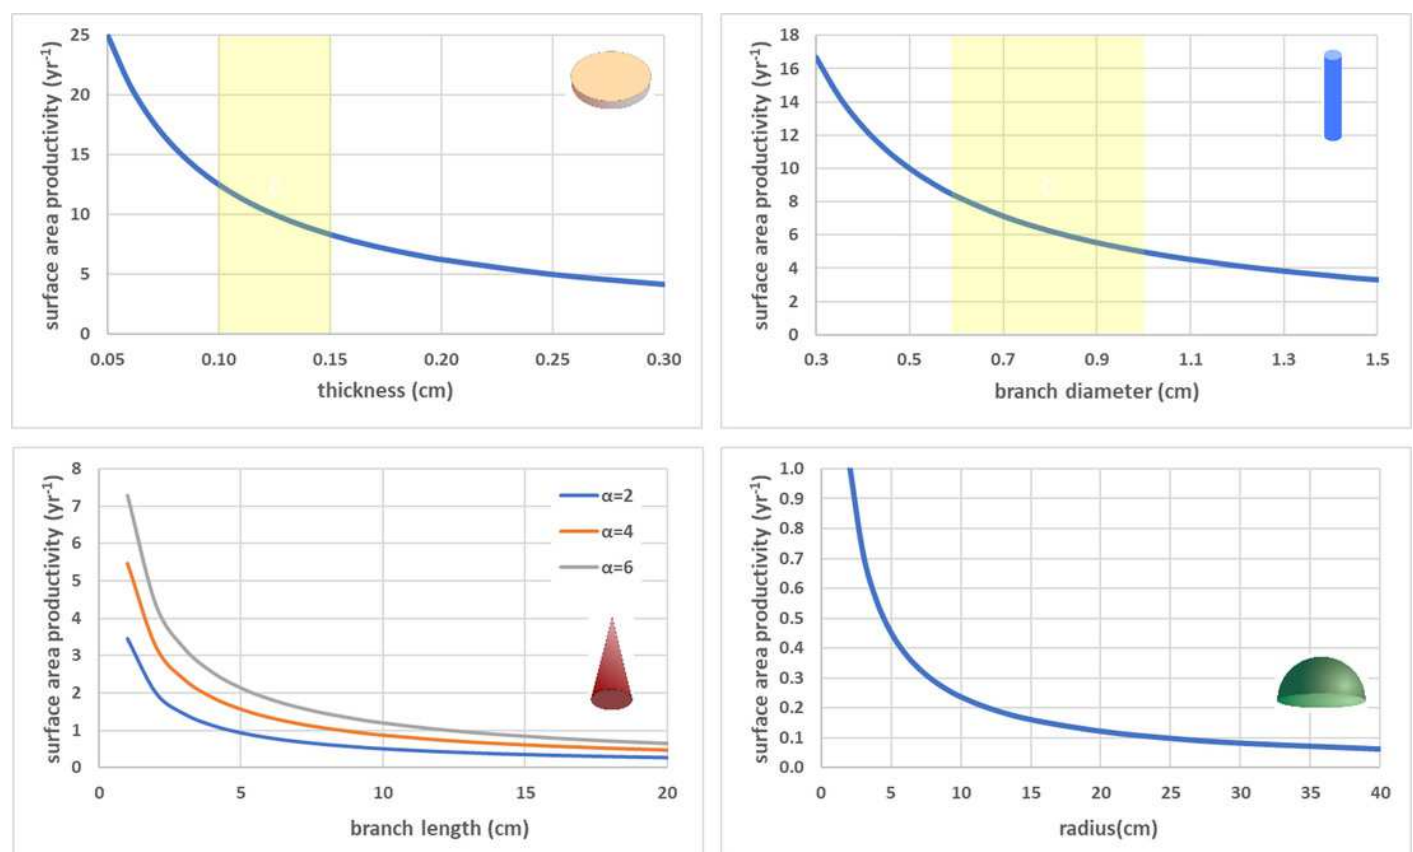 surface area productivity (yr-1)
25
20
15
10
5
0
0.05 0.10 0.15 0.20 0.25 0.30
thickness (cm)
surface area productivity (yr-1)
18
16
14
12
10
8
6
4
2
0
0.3 0.5 0.7 0.9 1.1 1.3 1.5
branch diameter (cm)
surface area productivity (yr-1)
8
7
6
5
4
3
2
1
0
0 5 10 15 20
branch length (cm)
α=2
α=4
α=6
surface area productivity (yr-1)
1.0
0.9
0.8
0.7
0.6
0.5
0.4
0.3
0.2
0.1
0.0
0 5 10 15 20 25 30 35 40
radius(cm)